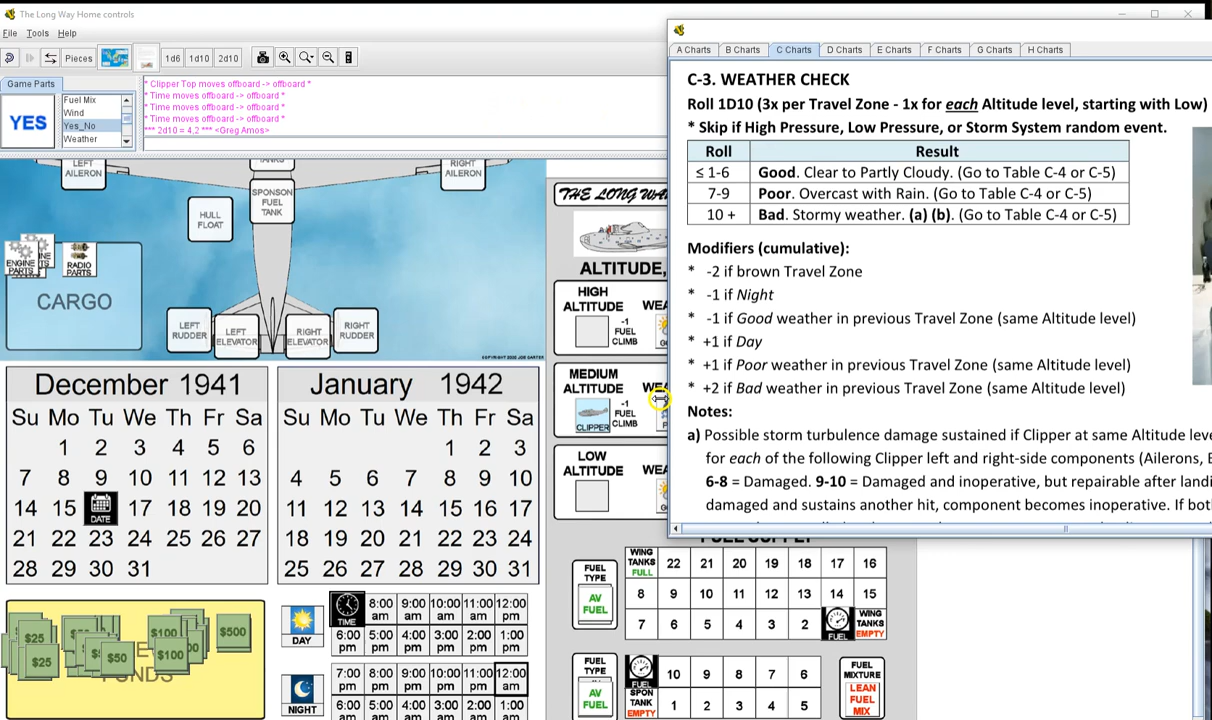 The Long Way Home controls
File Tools Help
Pieces 1d6 1d10 2d10
Game Parts
YES
Fuel Mix
Wind
Yes_No
Weather
* Clipper Top moves offboard -> offboard *
* Time moves offboard -> offboard *
* Time moves offboard -> offboard *
* Time moves offboard -> offboard *
*** 2d10 = 4,2 *** <Greg Amos>
LEFT AILERON
TANKS
RIGHT AILERON
SPONSON FUEL TANK
HULL FLOAT
ENGINE PARTS
RADIO PARTS
CARGO
LEFT RUDDER
LEFT ELEVATOR
RIGHT ELEVATOR
RIGHT RUDDER
December 1941
Su Mo Tu We Th Fr Sa
1 2 3 4 5 6
7 8 9 10 11 12 13
14 15 DATE 17 18 19 20
21 22 23 24 25 26 27
28 29 30 31
January 1942
Su Mo Tu We Th Fr Sa
1 2 3
4 5 6 7 8 9 10
11 12 13 14 15 16 17
18 19 20 21 22 23 24
25 26 27 28 29 30 31
$25
$25
$50
$100
$100
$500
DAY
TIME 8:00 am 9:00 am 10:00 am 11:00 am 12:00 pm
6:00 pm 5:00 pm 4:00 pm 3:00 pm 2:00 pm 1:00 pm
NIGHT
7:00 pm 8:00 pm 9:00 pm 10:00 pm 11:00 pm 12:00 am
6:00 am 5:00 am 4:00 am 3:00 am 2:00 am 1:00 am
THE LONG WA
ALTITUDE,
HIGH ALTITUDE
-1 FUEL CLIMB
WEA
MEDIUM ALTITUDE
CLIPPER
-1 FUEL CLIMB
WEA
LOW ALTITUDE
WEA
FUEL SUPPLY
FUEL TYPE
AV FUEL
WING TANKS FULL 22 21 20 19 18 17 16
8 9 10 11 12 13 14 15
7 6 5 4 3 2 FUEL WING TANKS EMPTY
FUEL TYPE
AV FUEL
FUEL 10 9 8 7 6
SPON TANK EMPTY 1 2 3 4 5
FUEL MIXTURE
LEAN FUEL MIX
A Charts B Charts C Charts D Charts E Charts F Charts G Charts H Charts
C-3. WEATHER CHECK
Roll 1D10 (3x per Travel Zone - 1x for each Altitude level, starting with Low)
* Skip if High Pressure, Low Pressure, or Storm System random event.
Roll Result
≤ 1-6 Good. Clear to Partly Cloudy. (Go to Table C-4 or C-5)
7-9 Poor. Overcast with Rain. (Go to Table C-4 or C-5)
10 + Bad. Stormy weather. (a) (b). (Go to Table C-4 or C-5)
Modifiers (cumulative):
* -2 if brown Travel Zone
* -1 if Night
* -1 if Good weather in previous Travel Zone (same Altitude level)
* +1 if Day
* +1 if Poor weather in previous Travel Zone (same Altitude level)
* +2 if Bad weather in previous Travel Zone (same Altitude level)
Notes:
a) Possible storm turbulence damage sustained if Clipper at same Altitude leve
for each of the following Clipper left and right-side components (Ailerons, E
6-8 = Damaged. 9-10 = Damaged and inoperative, but repairable after landi
damaged and sustains another hit, component becomes inoperative. If bot